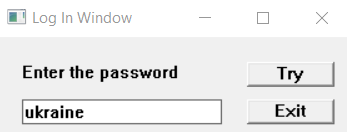 Log In Window
Enter the password
Try
ukraine
Exit